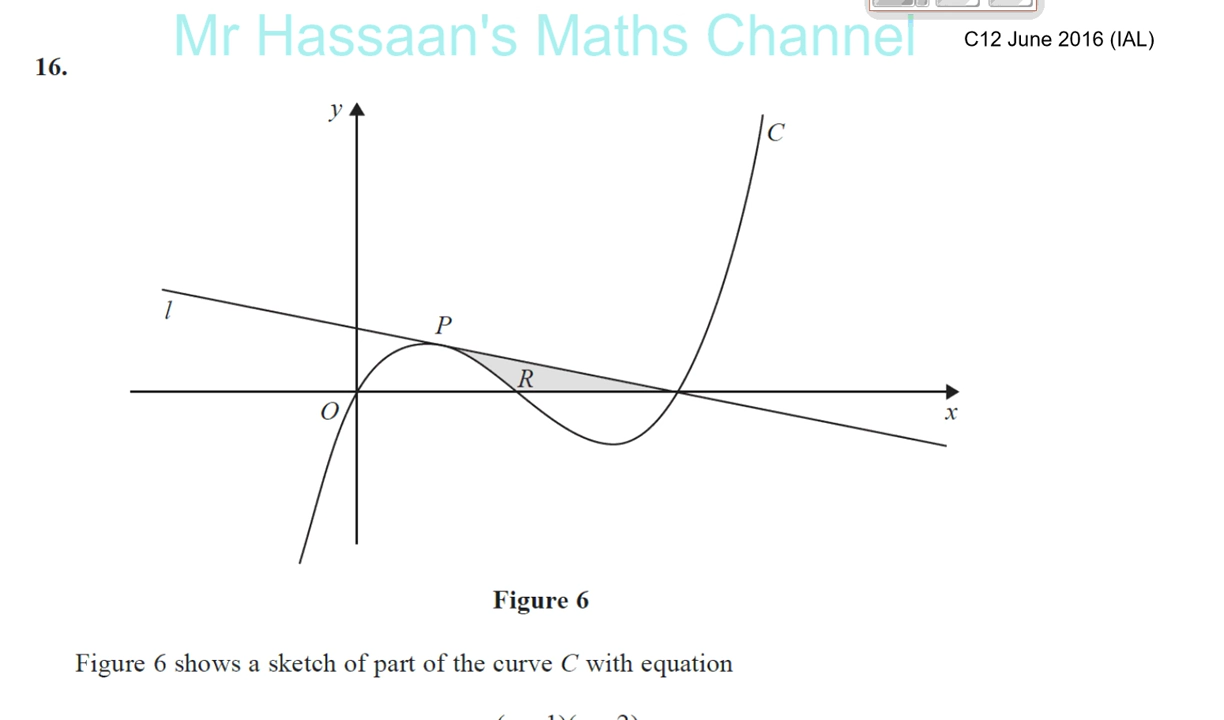 Mr Hassaan's Maths Channel
C12 June 2016 (IAL)
16.
y
C
l
P
R
O
x
Figure 6
Figure 6 shows a sketch of part of the curve C with equation